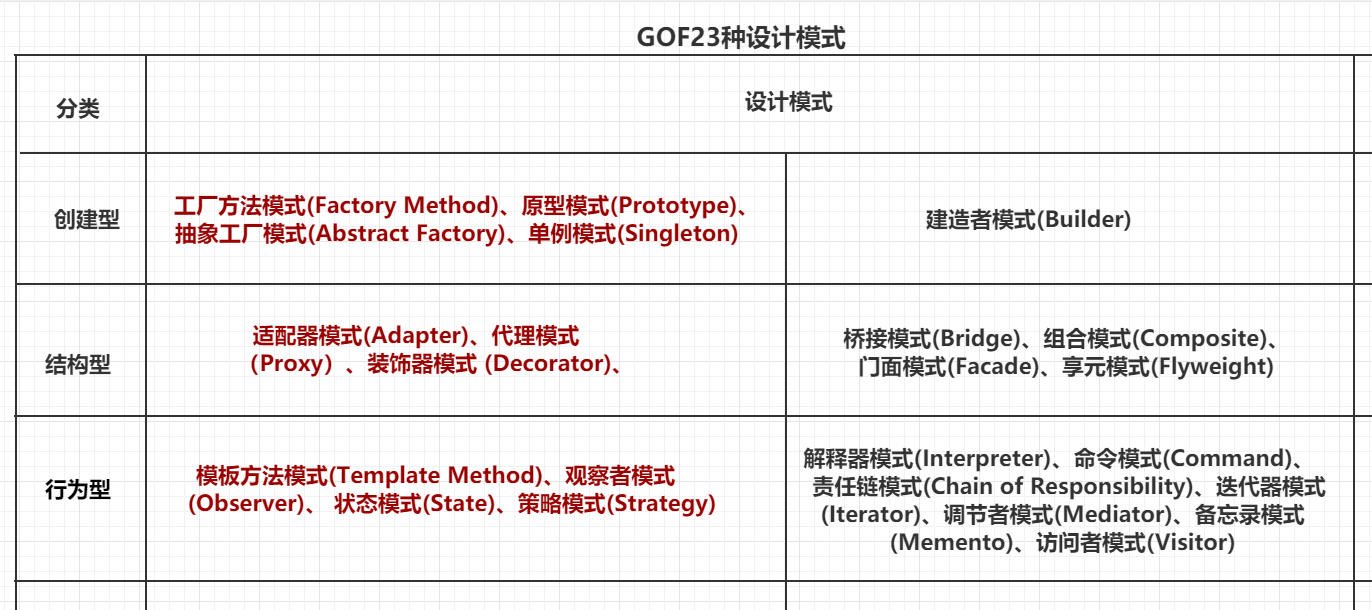 GOF23种设计模式
分类
设计模式
创建型
工厂方法模式(Factory Method)、原型模式(Prototype)、
抽象工厂模式(Abstract Factory)、单例模式(Singleton)
建造者模式(Builder)
结构型
适配器模式(Adapter)、代理模式
（Proxy）、装饰器模式 (Decorator)、
桥接模式(Bridge)、组合模式(Composite)、
门面模式(Facade)、享元模式(Flyweight)
行为型
模板方法模式(Template Method)、观察者模式
(Observer)、 状态模式(State)、策略模式(Strategy)
解释器模式(Interpreter)、命令模式(Command)、
责任链模式(Chain of Responsibility)、迭代器模式
(Iterator)、调节者模式(Mediator)、备忘录模式
(Memento)、访问者模式(Visitor)